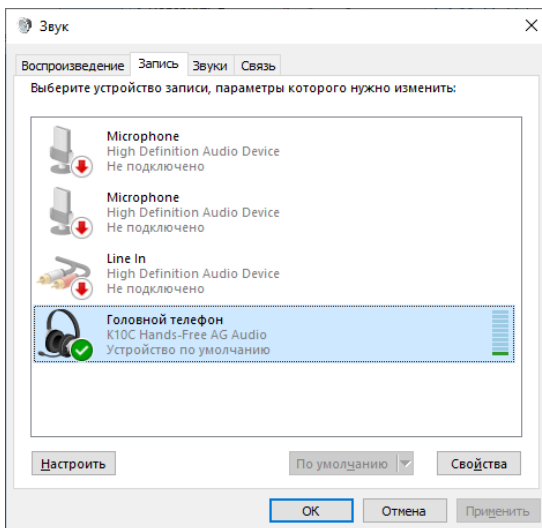 Звук
Воспроизведение Запись Звуки Связь
Выберите устройство записи, параметры которого нужно изменить:
Microphone
High Definition Audio Device
Не подключено
Microphone
High Definition Audio Device
Не подключено
Line In
High Definition Audio Device
Не подключено
Головной телефон
K10C Hands-Free AG Audio
Устройство по умолчанию
Настроить По умолчанию Свойства
ОК Отмена Применить